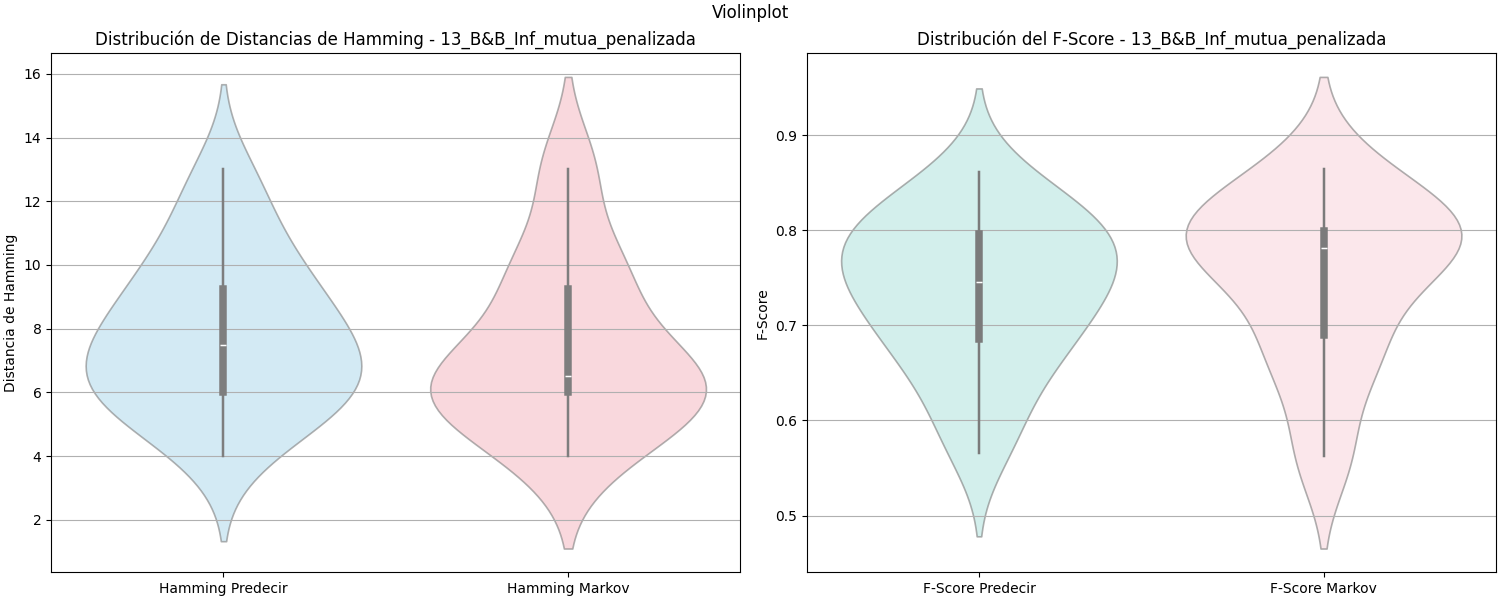 Violinplot
Distribución de Distancias de Hamming - 13_B&B_Inf_mutua_penalizada
Distancia de Hamming
16
14
12
10
8
6
4
2
Hamming Predecir
Hamming Markov
Distribución del F-Score - 13_B&B_Inf_mutua_penalizada
F-Score
0.9
0.8
0.7
0.6
0.5
F-Score Predecir
F-Score Markov